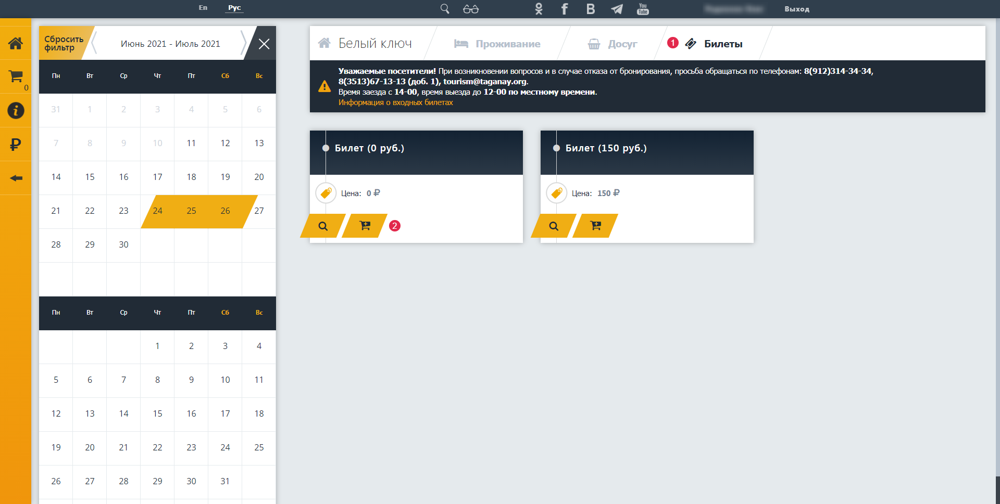 En Рус
You Tube
Выход
0
Сбросить
фильтр
Июнь 2021 - Июль 2021
Пн Вт Ср Чт Пт Сб Вс
31 1 2 3 4 5 6
7 8 9 10 11 12 13
14 15 16 17 18 19 20
21 22 23 24 25 26 27
28 29 30
Пн Вт Ср Чт Пт Сб Вс
1 2 3 4
5 6 7 8 9 10 11
12 13 14 15 16 17 18
19 20 21 22 23 24 25
26 27 28 29 30 31
Белый ключ Проживание Досуг 1 Билеты
Уважаемые посетители! При возникновении вопросов и в случае отказа от бронирования, просьба обращаться по телефонам: 8(912)314-34-34,
8(3513)67-13-13 (доб. 1), tourism@taganay.org.
Время заезда с 14-00, время выезда до 12-00 по местному времени.
Информация о входных билетах
Билет (0 руб.)
Цена: 0 ₽
2
Билет (150 руб.)
Цена: 150 ₽